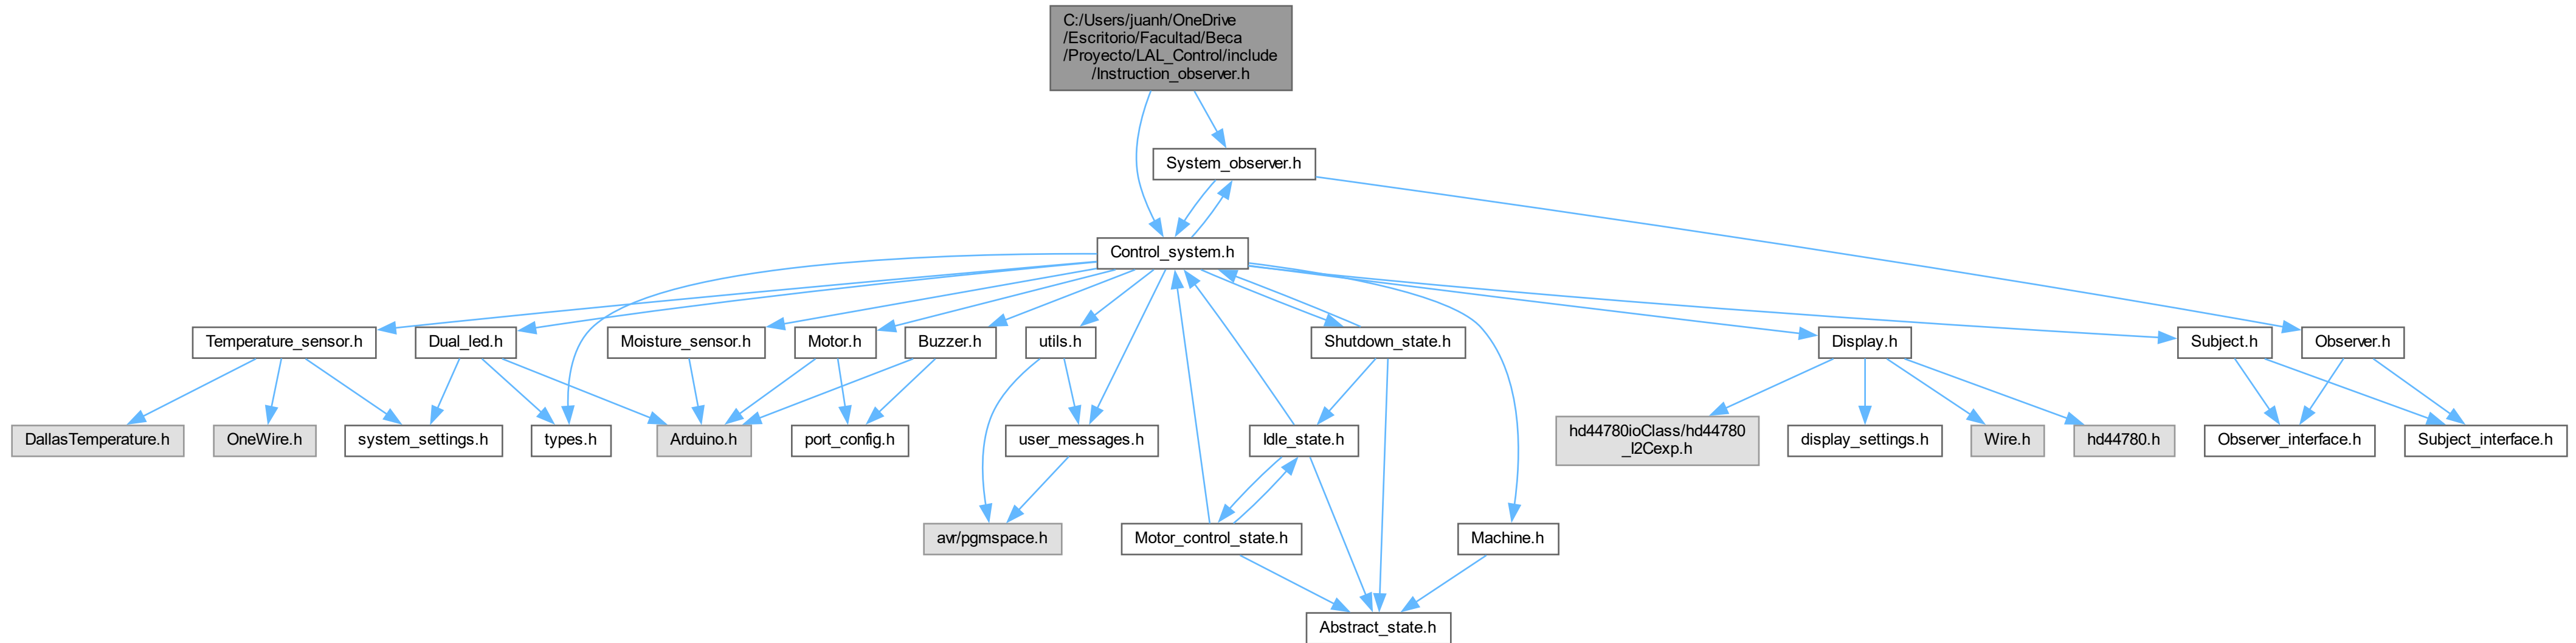 C:/Users/juanh/OneDrive
/Escritorio/Facultad/Beca
/Proyecto/LAL_Control/include
/Instruction_observer.h
System_observer.h
Control_system.h
Temperature_sensor.h
Dual_led.h
Moisture_sensor.h
Motor.h
Buzzer.h
utils.h
Shutdown_state.h
Display.h
Subject.h
Observer.h
DallasTemperature.h
OneWire.h
system_settings.h
types.h
Arduino.h
port_config.h
user_messages.h
Idle_state.h
hd44780ioClass/hd44780
_I2Cexp.h
display_settings.h
Wire.h
hd44780.h
Observer_interface.h
Subject_interface.h
avr/pgmspace.h
Motor_control_state.h
Machine.h
Abstract_state.h